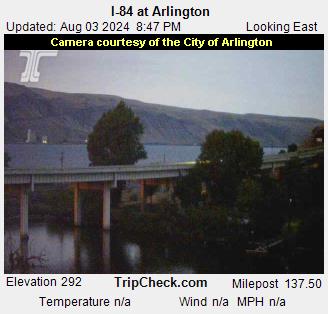 I-84 at Arlington
Updated: Aug 03 2024 8:47 PM Looking East
Camera courtesy of the City of Arlington
Elevation 292 TripCheck.com Milepost 137.50
Temperature n/a Wind n/a MPH n/a